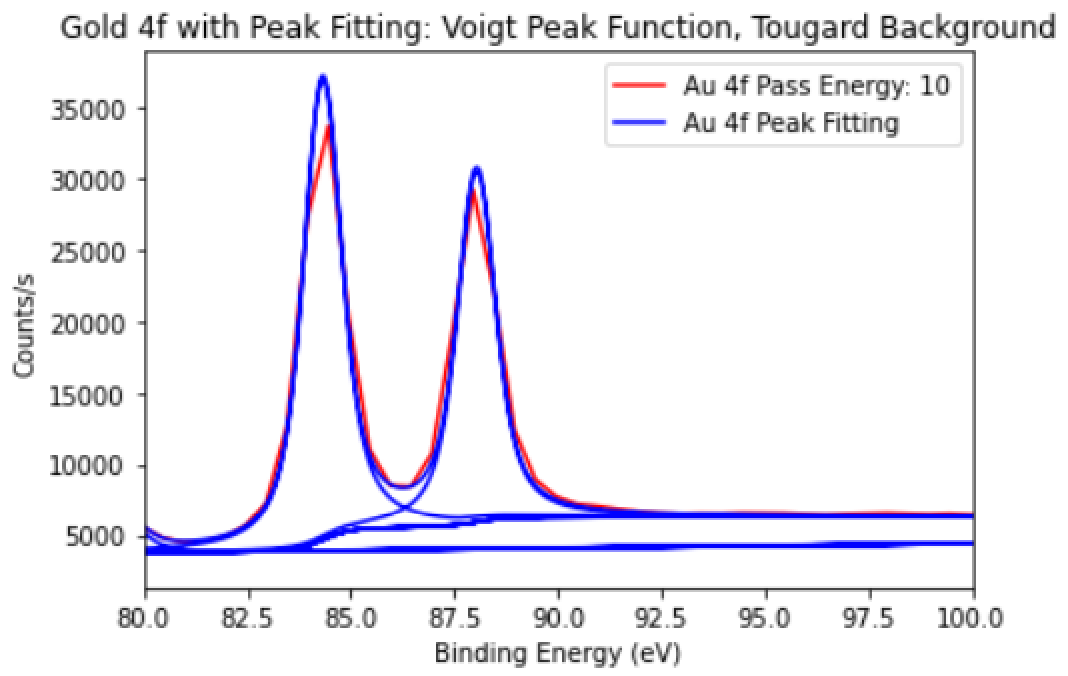 Gold 4f with Peak Fitting: Voigt Peak Function, Tougard Background
Au 4f Pass Energy: 10
Au 4f Peak Fitting
Counts/s
35000
30000
25000
20000
15000
10000
5000
80.0 82.5 85.0 87.5 90.0 92.5 95.0 97.5 100.0
Binding Energy (eV)